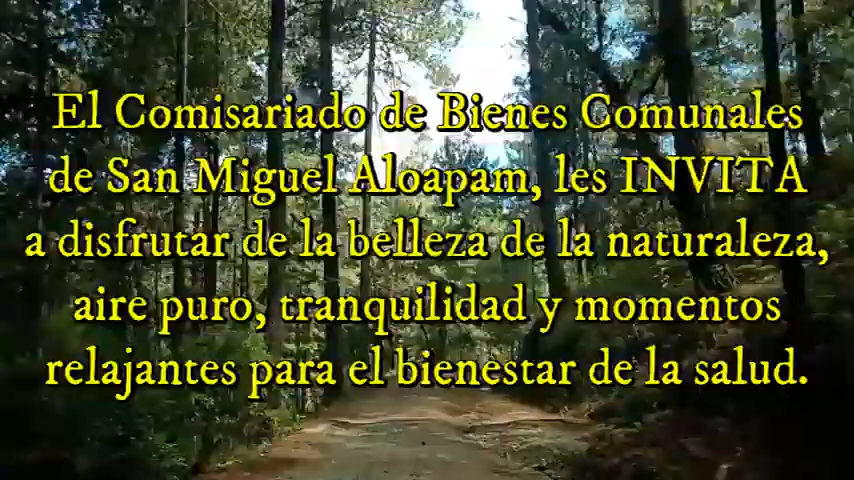 El Comisariado de Bienes Comunales
de San Miguel Aloapam, les INVITA
a disfrutar de la belleza de la naturaleza,
aire puro, tranquilidad y momentos
relajantes para el bienestar de la salud.